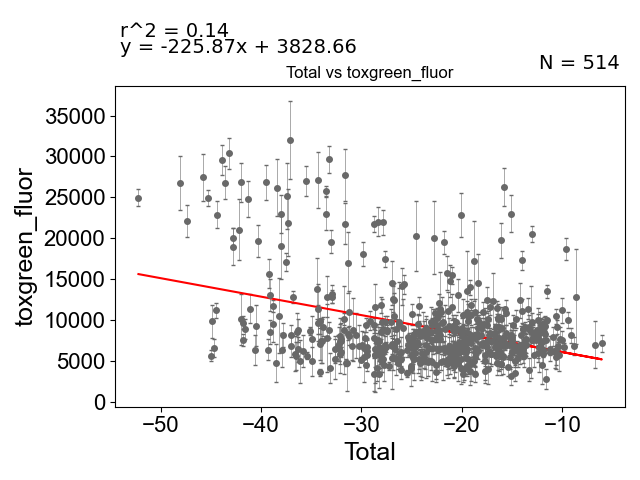 r^2 = 0.14
y = -225.87x + 3828.66
N = 514
Total vs toxgreen_fluor
35000
30000
25000
20000
15000
10000
5000
0
toxgreen_fluor
−50
−40
−30
−20
−10
Total